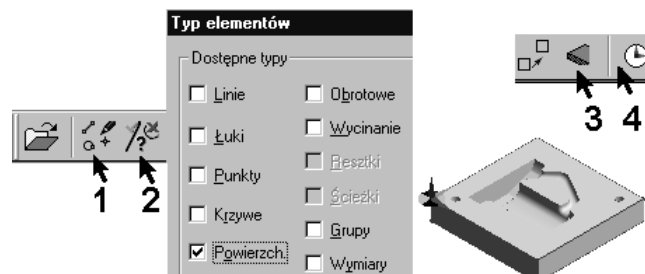 Typ elementów
Dostępne typy
Linie
Obrotowe
Łuki
Wycinanie
Punkty
Resztki
Krzywe
Ścieżki
Powierzch.
Grupy
Wymiary
1
2
3
4